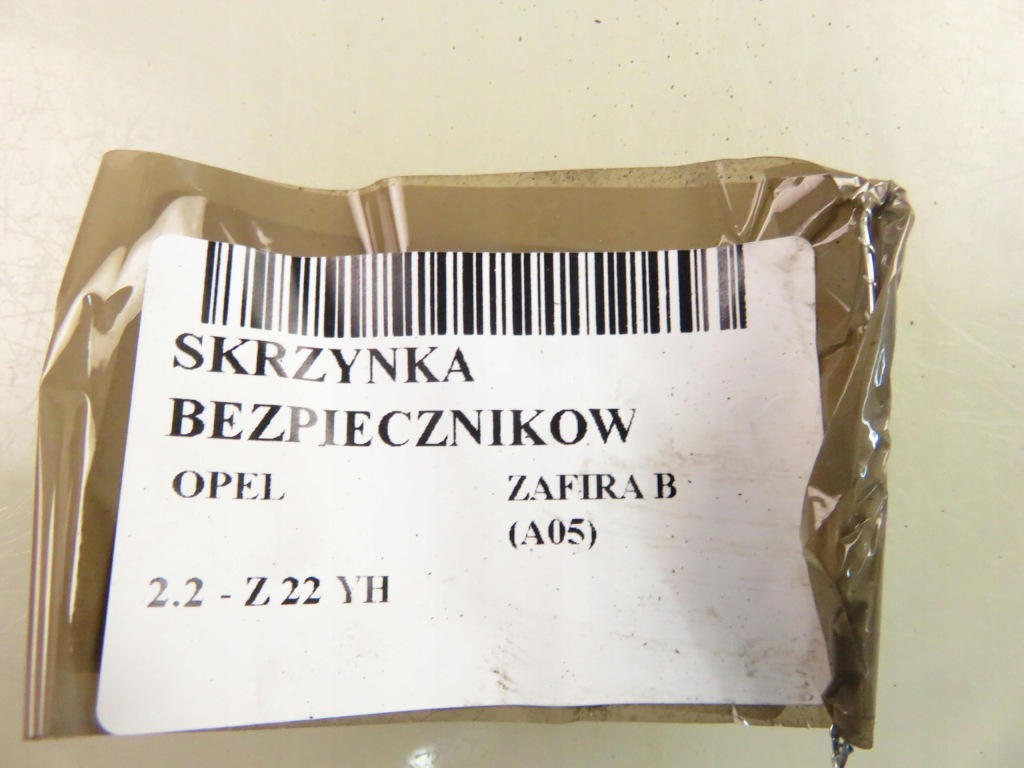 SKRZYNKA
BEZPIECZNIKOW
OPEL ZAFIRA B
(A05)
2.2 - Z 22 YH